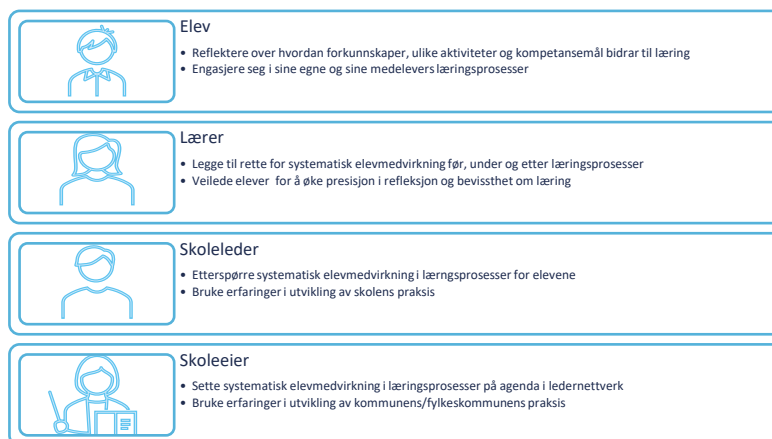 Elev
• Reflektere over hvordan forkunnskaper, ulike aktiviteter og kompetansemål bidrar til læring
• Engasjere seg i sine egne og sine medelevers læringsprosesser
Lærer
• Legge til rette for systematisk elevmedvirkning før, under og etter læringsprosesser
• Veilede elever for å øke presisjon i refleksjon og bevissthet om læring
Skoleleder
• Etterspørre systematisk elevmedvirkning i lærngsprosesser for elevene
• Bruke erfaringer i utvikling av skolens praksis
Skoleeier
• Sette systematisk elevmedvirkning i læringsprosesser på agenda i ledernettverk
• Bruke erfaringer i utvikling av kommunens/fylkeskommunens praksis